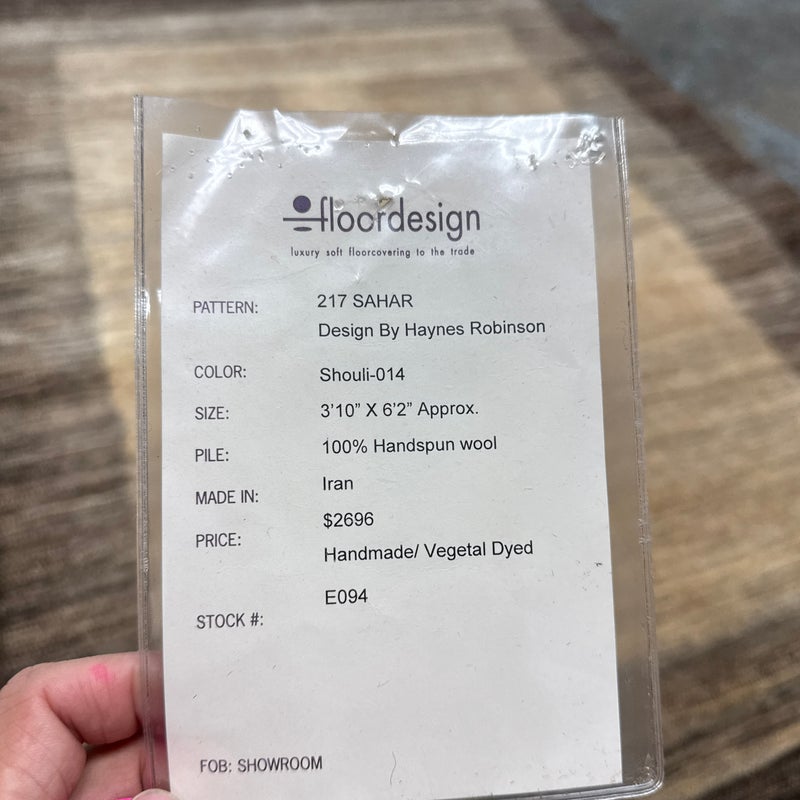 floordesign
luxury soft floorcovering to the trade
PATTERN: 217 SAHAR
Design By Haynes Robinson
COLOR: Shouli-014
SIZE: 3'10” X 6'2” Approx.
PILE: 100% Handspun wool
MADE IN: Iran
PRICE: $2696
Handmade/ Vegetal Dyed
STOCK #: E094
FOB: SHOWROOM